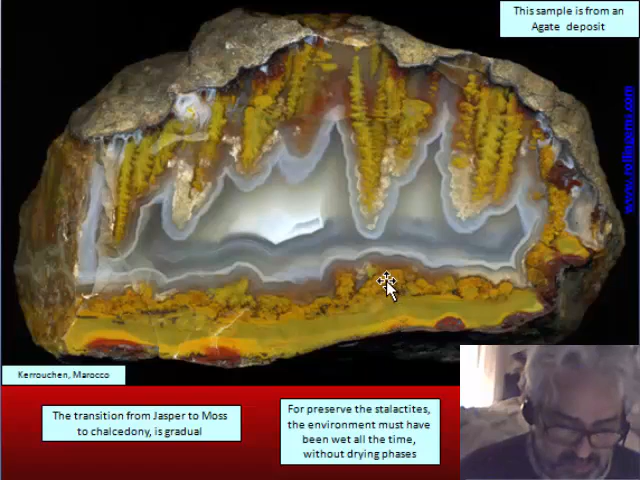 This sample is from an
Agate deposit
www.rollagems.com
Kerrouchen, Marocco
The transition from Jasper to Moss
to chalcedony, is gradual
For preserve the stalactites,
the environment must have
been wet all the time,
without drying phases